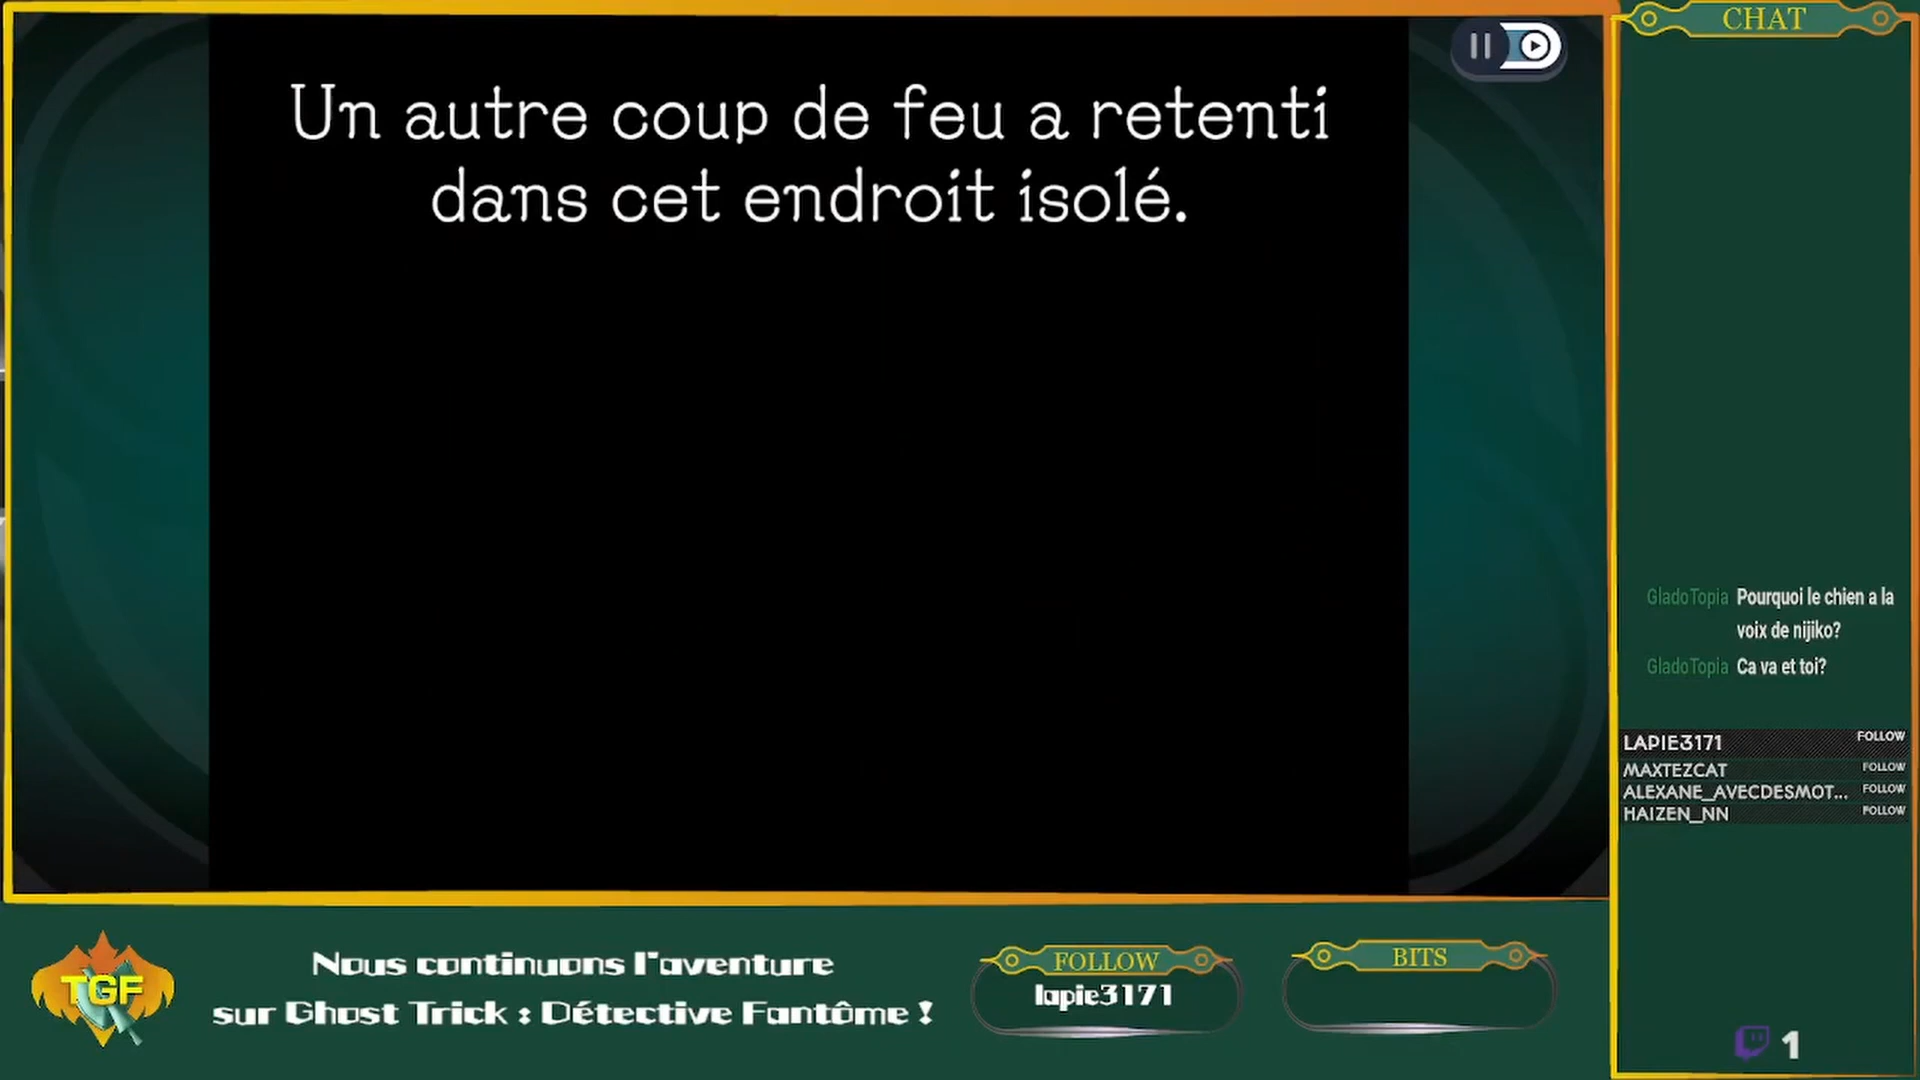 Un autre coup de feu a retenti
dans cet endroit isolé.
CHAT
GladoTopia Pourquoi le chien a la
voix de nijiko?
GladoTopia Ca va et toi?
LAPIE3171 FOLLOW
MAXTEZCAT FOLLOW
ALEXANE_AVECDESMOT... FOLLOW
HAIZEN_NN FOLLOW
TGF
Nous continuons l'aventure
sur Ghost Trick : Détective Fantôme !
FOLLOW
lapie3171
BITS
1